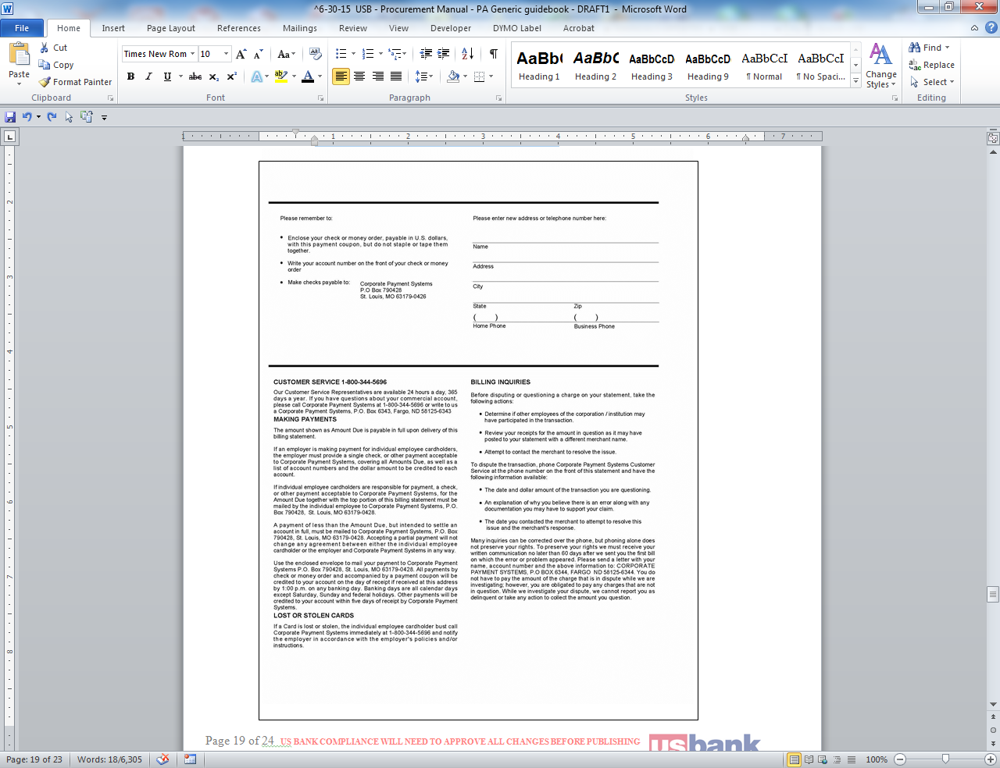 ^6-30-15  USB - Procurement Manual - PA Generic guidebook - DRAFT1  -  Microsoft Word
File Home Insert Page Layout References Mailings Review View Developer DYMO Label Acrobat
Paste
Cut
Copy
Format Painter
Clipboard
Times New Rom 10
Font
Paragraph
AaBbC AaBbC AaBbCcD AaBbCcD AaBbCcI AaBbCcI
Heading 1 Heading 2 Heading 3 Heading 9 ¶ Normal ¶ No Spaci...
Change
Styles
Styles
Find
Replace
Select
Editing
1 1 2 3 4 5 6 7
2
3
4
5
6
7
8
Please remember to:
• Enclose your check or money order, payable in U.S. dollars,
with this payment coupon, but do not staple or tape them
together.
• Write your account number on the front of your check or money
order
• Make checks payable to: Corporate Payment Systems
P.O Box 790428
St. Louis, MO 63179-0426
Please enter new address or telephone number here:
Name
Address
City
State Zip
( ) ( )
Home Phone Business Phone
CUSTOMER SERVICE 1-800-344-5696
Our Customer Service Representatives are available 24 hours a day, 365
days a year. If you have questions about your commercial account,
please call Corporate Payment Systems at 1-800-344-5696 or write to us
a Corporate Payment Systems, P.O. Box 6343, Fargo, ND 58125-6343
MAKING PAYMENTS
The amount shown as Amount Due is payable in full upon delivery of this
billing statement.
If an employer is making payment for individual employee cardholders,
the employer must provide a single check, or other payment acceptable
to Corporate Payment Systems, covering all Amounts Due, as well as a
list of account numbers and the dollar amount to be credited to each
account.
If individual employee cardholders are responsible for payment, a check,
or other payment acceptable to Corporate Payment Systems, for the
Amount Due together with the top portion of this billing statement must be
mailed by the individual employee to Corporate Payment Systems, P.O.
Box 790428,  St. Louis, MO 63179-0428.
A payment of less than the Amount Due, but intended to settle an
account in full, must be mailed to Corporate Payment Systems, P.O. Box
790428, St. Louis, MO 63179-0428. Accepting a partial payment will not
change any agreement between either the individual employee
cardholder or the employer and Corporate Payment Systems in any way.
Use the enclosed envelope to mail your payment to Corporate Payment
Systems P.O. Box 790428, St. Louis, MO 63179-0428. All payments by
check or money order and accompanied by a payment coupon will be
credited to your account on the day of receipt if received at this address
by 1:00 p.m. on any banking day. Banking days are all calendar days
except Saturday, Sunday and federal holidays. Other payments will be
credited to your account within five days of receipt by Corporate Payment
Systems.
LOST OR STOLEN CARDS
If a Card is lost or stolen, the individual employee cardholder bust call
Corporate Payment Systems immediately at 1-800-344-5696 and notify
the employer in accordance with the employer's policies and/or
instructions.
BILLING INQUIRIES
Before disputing or questioning a charge on your statement, take the
following actions:
• Determine if other employees of the corporation / institution may
have participated in the transaction.
• Review your receipts for the amount in question as it may have
posted to your statement with a different merchant name.
• Attempt to contact the merchant to resolve the issue.
To dispute the transaction, phone Corporate Payment Systems Customer
Service at the phone number on the front of this statement and have the
following information available:
• The date and dollar amount of the transaction you are questioning.
• An explanation of why you believe there is an error along with any
documentation you may have to support your claim.
• The date you contacted the merchant to attempt to resolve this
issue and the merchant's response.
Many inquiries can be corrected over the phone, but phoning alone does
not preserve your rights. To preserve your rights we must receive your
written communication no later than 60 days after we sent you the first bill
on which the error or problem appeared. Please send a letter with your
name, account number and the above information to: CORPORATE
PAYMENT SYSTEMS, P.O BOX 6344, FARGO  ND 58125-6344. You do
not have to pay the amount of the charge that is in dispute while we are
investigating; however, you are obligated to pay any charges that are not
in question. While we investigate your dispute, we cannot report you as
delinquent or take any action to collect the amount you question.
Page 19 of 24 US BANK COMPLIANCE WILL NEED TO APPROVE ALL CHANGES BEFORE PUBLISHING usbank
Page: 19 of 23 Words: 18/6,305 100%